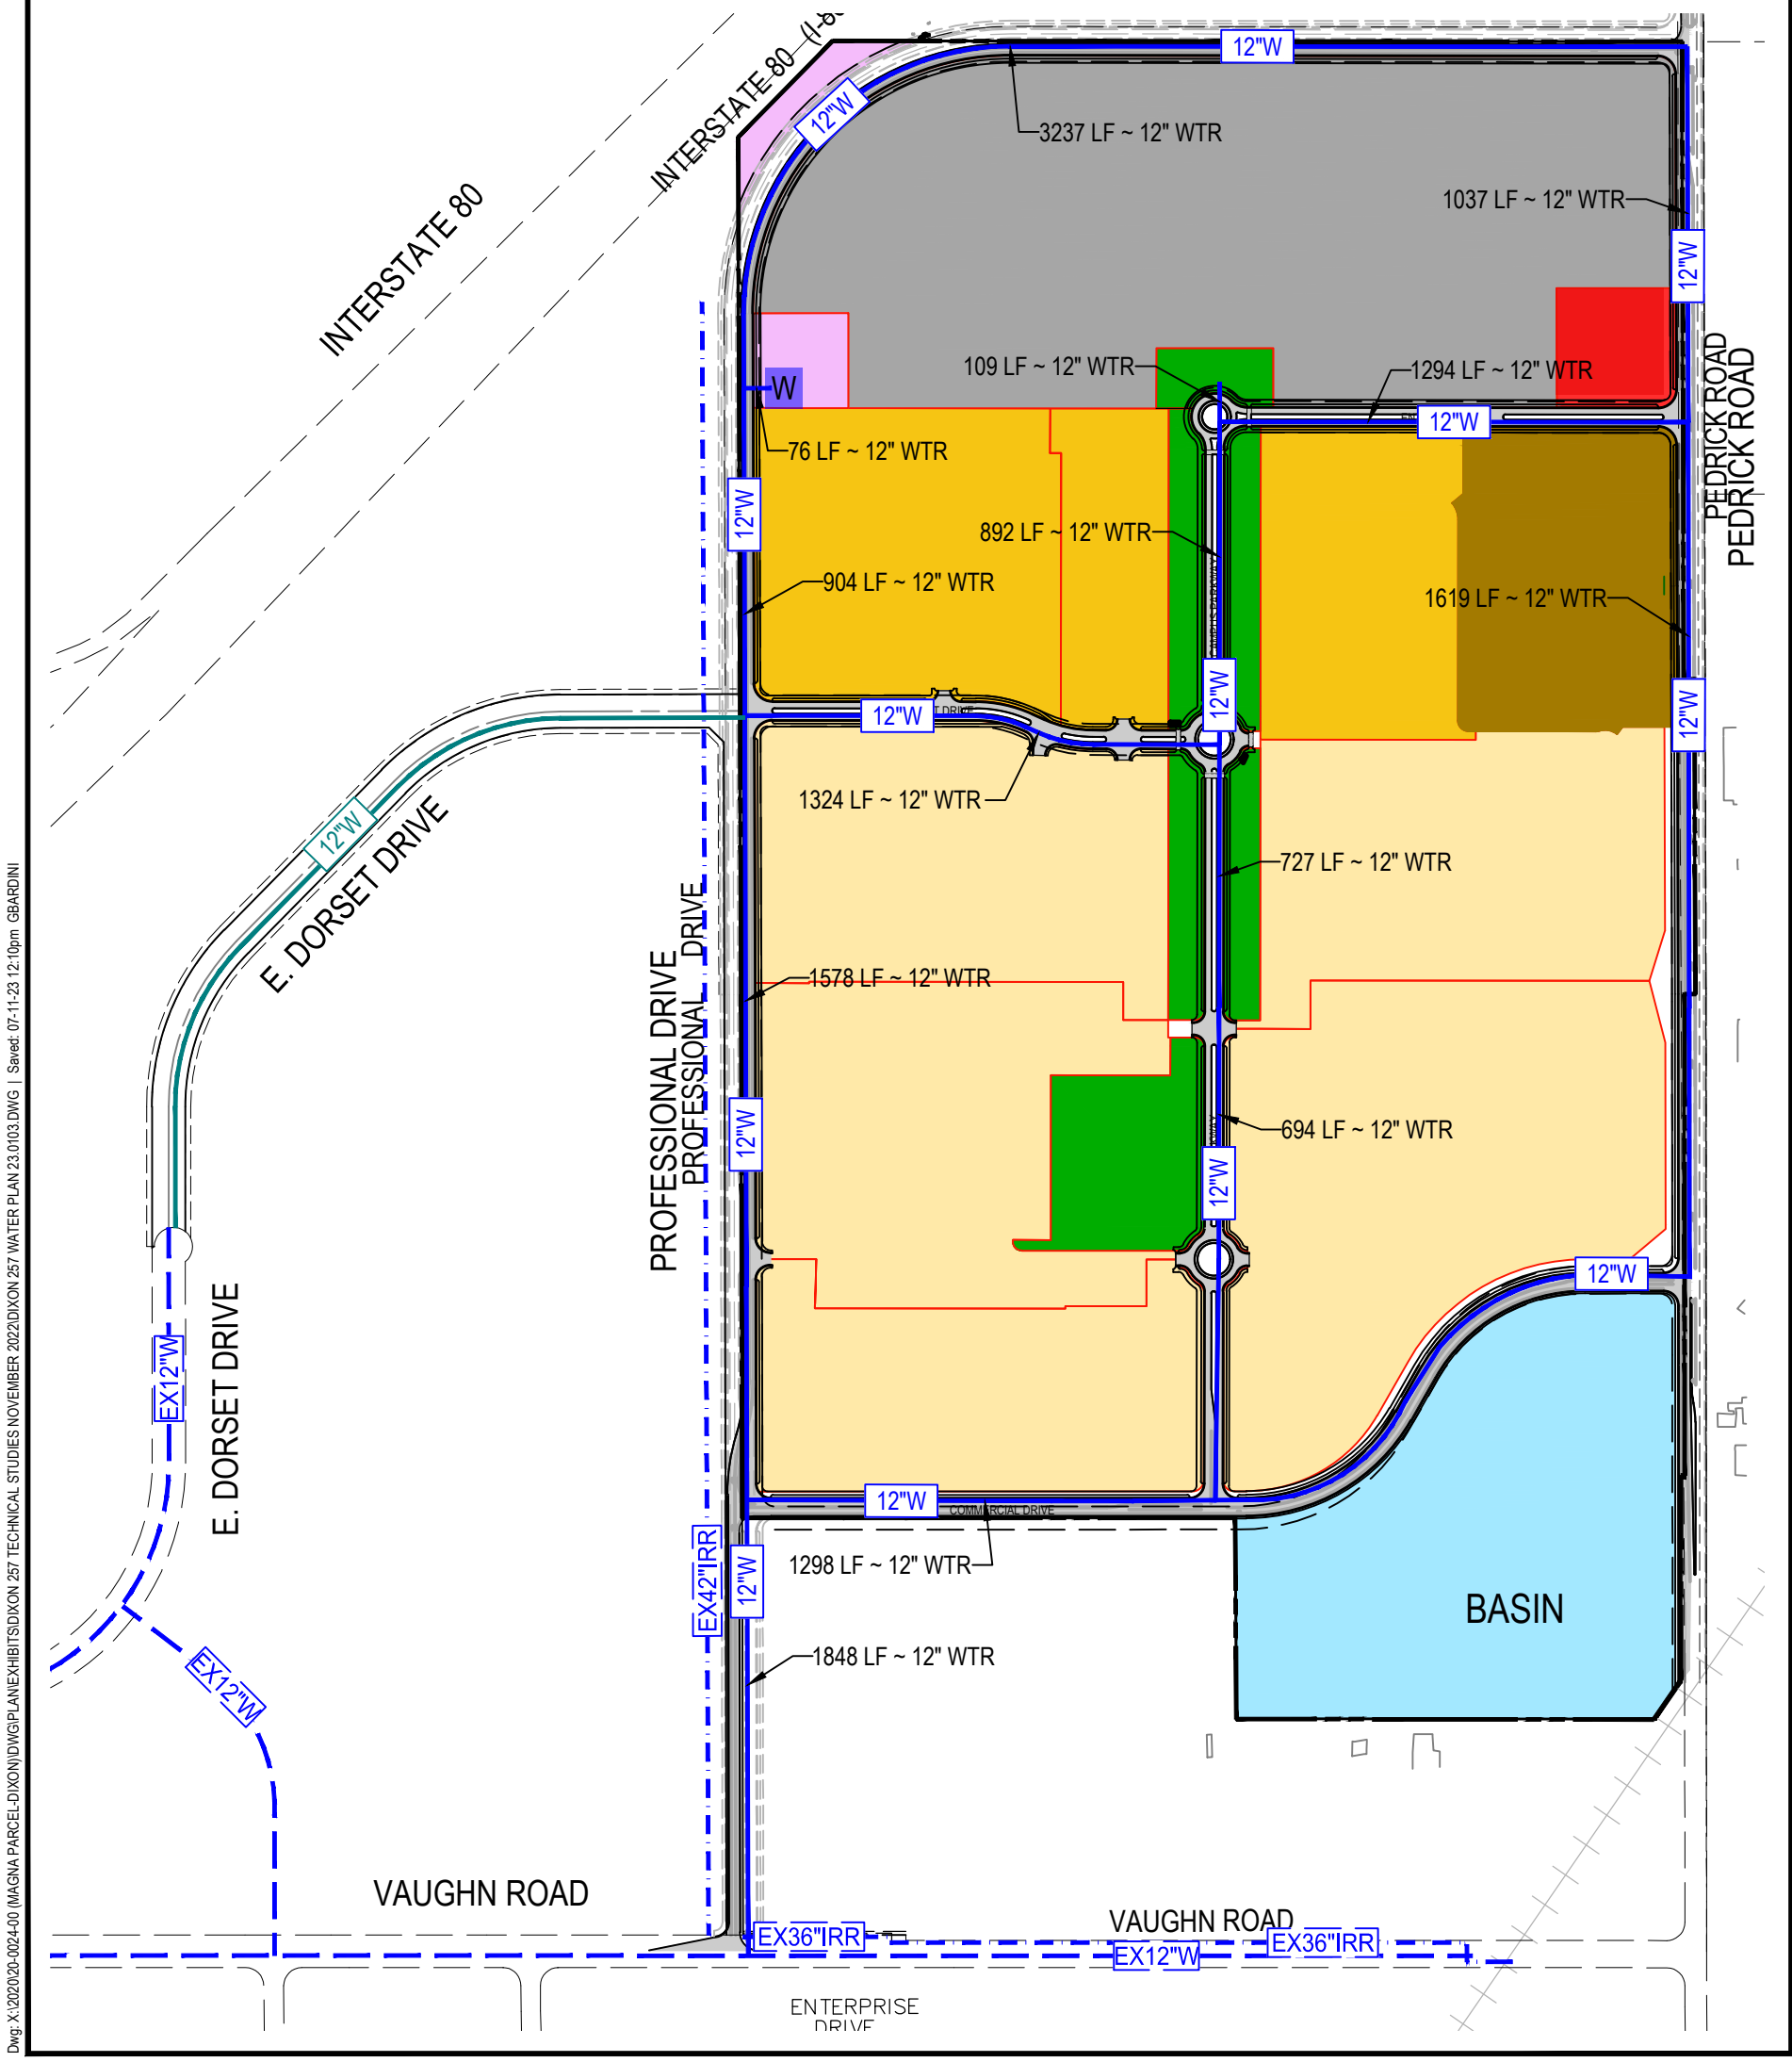 12"W
INTERSTATE 80
INTERSTATE 80
12"W
3237 LF ~ 12" WTR
1037 LF ~ 12" WTR
12"W
W
109 LF ~ 12" WTR
1294 LF ~ 12" WTR
12"W
PEDRICK ROAD
PEDRICK ROAD
76 LF ~ 12" WTR
12"W
892 LF ~ 12" WTR
CAMPUS PARKWAY
904 LF ~ 12" WTR
1619 LF ~ 12" WTR
12"W
12"W
12"W
T DRIVE
1324 LF ~ 12" WTR
12"W
E. DORSET DRIVE
727 LF ~ 12" WTR
PROFESSIONAL DRIVE
PROFESSIONAL DRIVE
1578 LF ~ 12" WTR
12"W
694 LF ~ 12" WTR
12"W
12"W
EX12"W
E. DORSET DRIVE
12"W
COMMERCIAL DRIVE
1298 LF ~ 12" WTR
EX42"IRR
12"W
BASIN
EX12"W
1848 LF ~ 12" WTR
VAUGHN ROAD
VAUGHN ROAD
EX36"IRR
EX12"W
EX36"IRR
ENTERPRISE
DRIVE
Dwg: X:\2020\20-0024-00 (MAGNA PARCEL-DIXON)\DWG\PLAN\EXHIBITS\DIXON 257 TECHNICAL STUDIES NOVEMBER 2022\DIXON 257 WATER PLAN 23.0103.DWG | Saved: 07-11-23 12:10pm GBARDINI